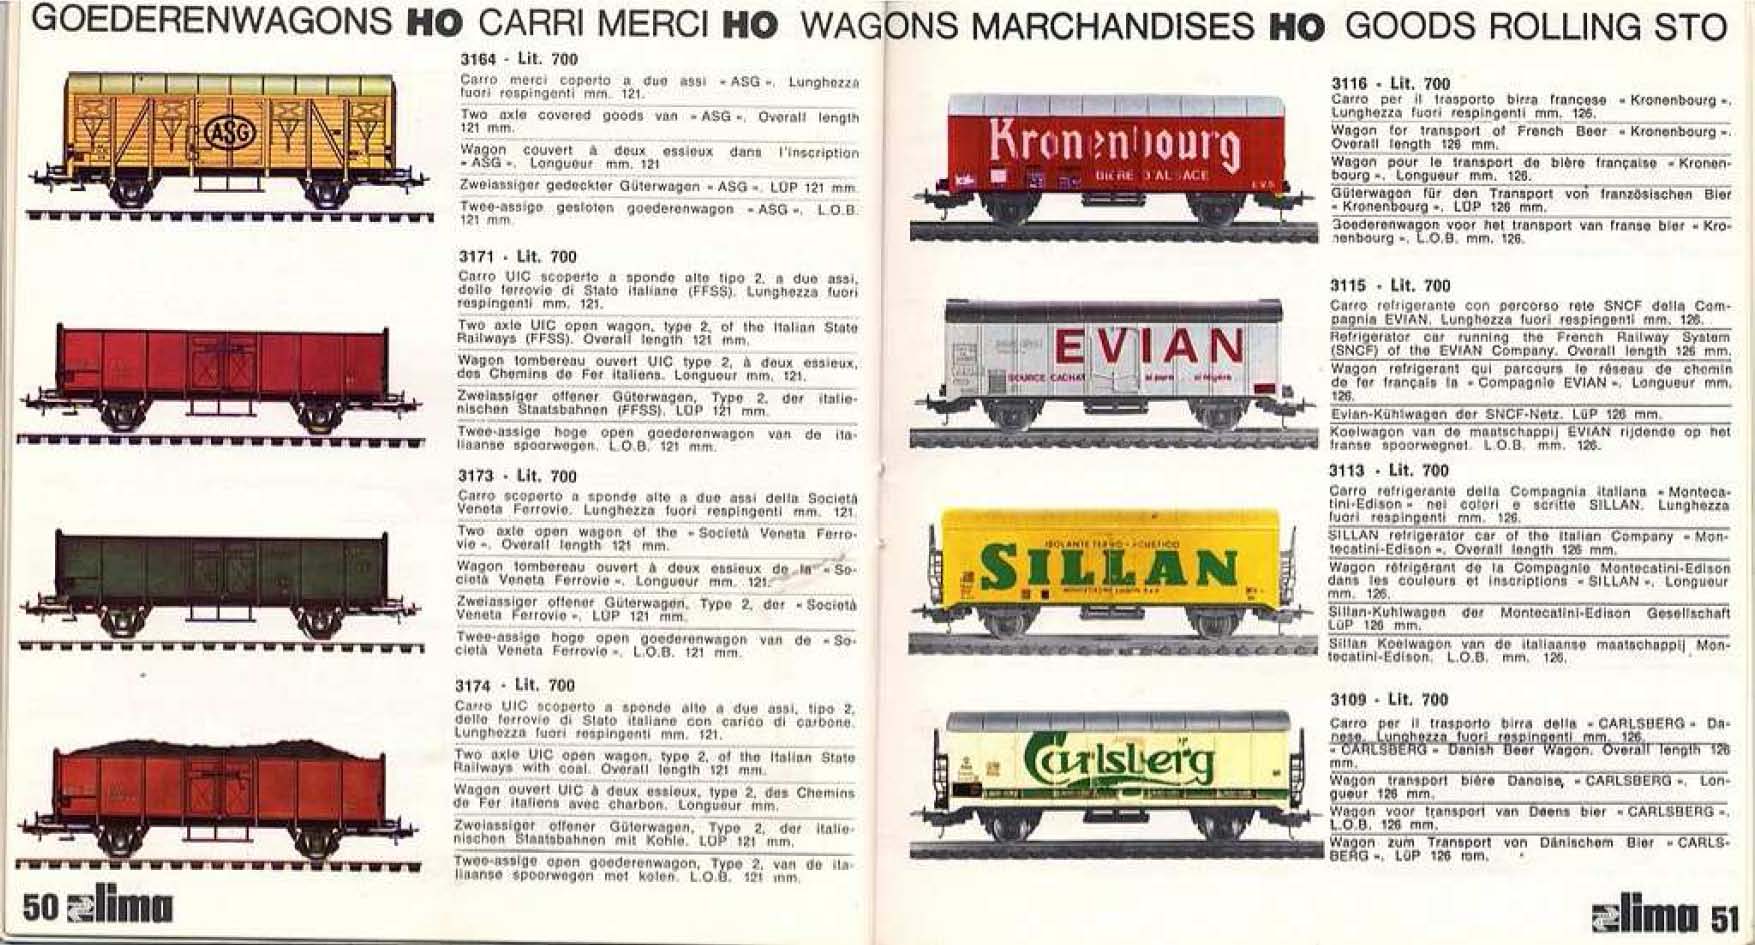 GOEDERENWAGONS HO CARRI MERCI HO WAGONS MARCHANDISES HO GOODS ROLLING STO
3164 - Lit. 700
Carro merci coperto a due assi « ASG ». Lunghezza
fuori respingenti mm. 121.
Two axle covered goods van « ASG ». Overall length
121 mm.
Wagon couvert à deux essieux dans l'inscription
« ASG ». Longueur mm. 121
Zweiassiger gedeckter Güterwagen « ASG ». LÜP 121 mm.
Twee-assige gesloten goederenwagon « ASG ». L.O.B.
121 mm.
ASG
3171 - Lit. 700
Carro UIC scoperto a sponde alte tipo 2, a due assi,
delle ferrovie di Stato italiane (FFSS). Lunghezza fuori
respingenti mm. 121.
Two axle UIC open wagon, type 2, of the Italian State
Railways (FFSS). Overall length 121 mm.
Wagon tombereau ouvert UIC type 2, à deux essieux,
des Chemins de Fer italiens. Longueur mm. 121.
Zweiassiger offener Güterwagen, Type 2, der italie-
nischen Staatsbahnen (FFSS). LÜP 121 mm.
Twee-assige hoge open goederenwagon van de ita-
liaanse spoorwegen. L.O.B. 121 mm.
3173 - Lit. 700
Carro scoperto a sponde alte a due assi della Società
Veneta Ferrovie. Lunghezza fuori respingenti mm. 121.
Two axle open wagon of the « Società Veneta Ferro-
vie ». Overall length 121 mm.
Wagon tombereau ouvert à deux essieux de la « So-
cietà Veneta Ferrovie ». Longueur mm. 121.
Zweiassiger offener Güterwagen, Type 2, der « Società
Veneta Ferrovie ». LÜP 121 mm.
Twee-assige hoge open goederenwagon van de « So-
cietà Veneta Ferrovie ». L.O.B. 121 mm.
3174 - Lit. 700
Carro UIC scoperto a sponde alte a due assi, tipo 2,
delle ferrovie di Stato italiane con carico di carbone.
Lunghezza fuori respingenti mm. 121.
Two axle UIC open wagon, type 2, of the Italian State
Railways with coal. Overall length 121 mm.
Wagon ouvert UIC à deux essieux, type 2, des Chemins
de Fer italiens avec charbon. Longueur mm.
Zweiassiger offener Güterwagen, Type 2, der italie-
nischen Staatsbahnen mit Kohle. LÜP 121 mm.
Twee-assige open goederenwagon, Type 2, van de ita-
liaanse spoorwegen met kolen. L.O.B. 121 mm.
50 lima
Kronenbourg
BIERE D'ALSACE
3116 - Lit. 700
Carro per il trasporto birra francese « Kronenbourg ».
Lunghezza fuori respingenti mm. 126.
Wagon for transport of French Beer « Kronenbourg ».
Overall length 126 mm.
Wagon pour le transport de bière française « Kronen-
bourg ». Longueur mm. 126.
Güterwagen für den Transport von französischen Bier
« Kronenbourg ». LÜP 126 mm.
Goederenwagon voor het transport van franse bier « Kro-
nenbourg ». L.O.B. mm. 126.
EVIAN
SOURCE CACHAT
3115 - Lit. 700
Carro refrigerante con percorso rete SNCF della Com-
pagnia EVIAN. Lunghezza fuori respingenti mm. 126.
Refrigerator car running the French Railway System
(SNCF) of the EVIAN Company. Overall length 126 mm.
Wagon refrigerant qui parcours le réseau de chemin
de fer français la « Compagnie EVIAN ». Longueur mm.
126.
Evian-Kühlwagen der SNCF-Netz. LüP 126 mm.
Koelwagon van de maatschappij EVIAN rijdende op het
franse spoorwegnet. L.O.B. mm. 126.
ISOLANTE TERMO-ACUSTICO
SILLAN
3113 - Lit. 700
Carro refrigerante della Compagnia italiana « Monteca-
tini-Edison » nei colori e scritte SILLAN. Lunghezza
fuori respingenti mm. 126.
SILLAN refrigerator car of the Italian Company « Mon-
tecatini-Edison ». Overall length 126 mm.
Wagon réfrigérant de la Compagnie Montecatini-Edison
dans les couleurs et inscriptions « SILLAN ». Longueur
mm. 126.
Sillan-Kuhlwagen der Montecatini-Edison Gesellschaft
LüP 126 mm.
Sillan Koelwagon van de italiaanse maatschappij Mon-
tecatini-Edison. L.O.B. mm. 126.
Carlsberg
3109 - Lit. 700
Carro per il trasporto birra della « CARLSBERG » Da-
nese. Lunghezza fuori respingenti mm. 126.
« CARLSBERG » Danish Beer Wagon. Overall length 126
mm.
Wagon transport bière Danoise, « CARLSBERG ». Lon-
gueur 126 mm.
Wagon voor transport van Deens bier « CARLSBERG ».
L.O.B. 126 mm.
Wagon zum Transport von Dänischem Bier « CARLS-
BERG ». LüP 126 mm.
lima 51